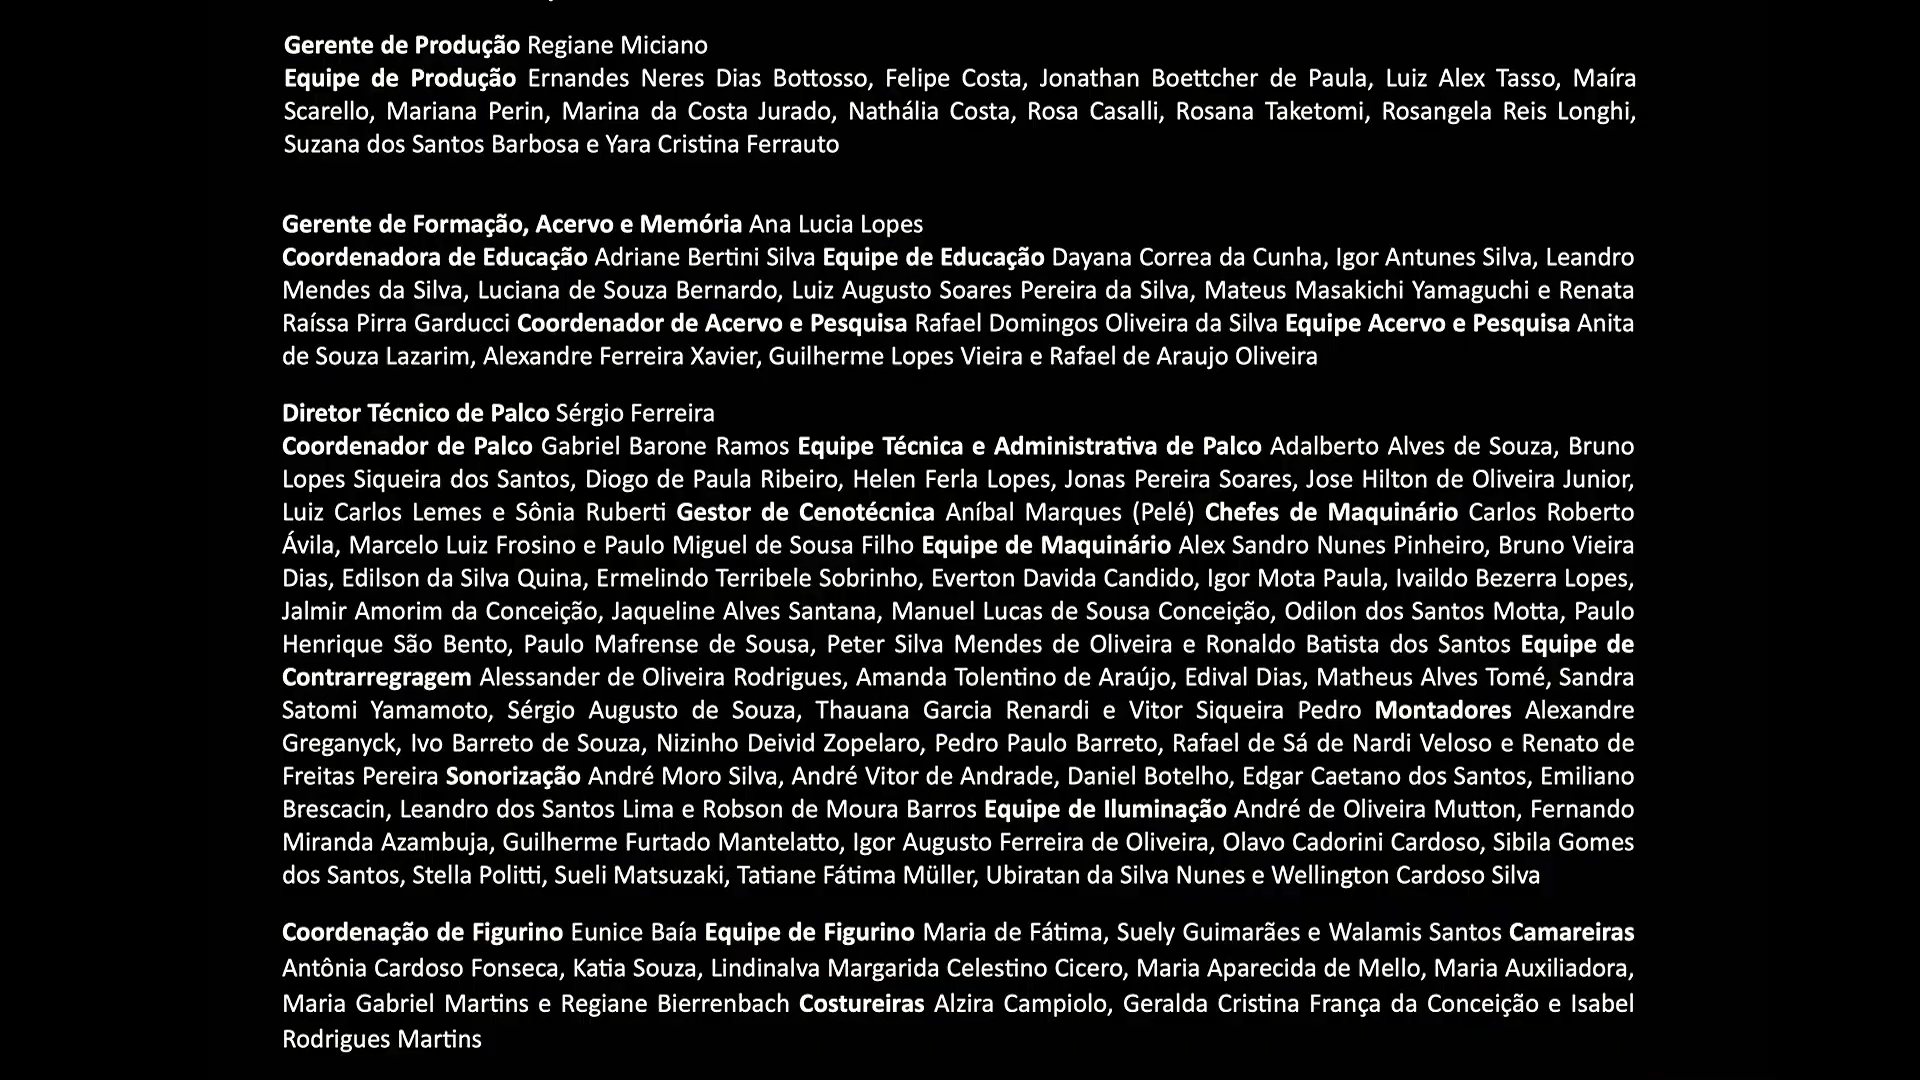 Gerente de Produção Regiane Miciano
Equipe de Produção Ernandes Neres Dias Bottosso, Felipe Costa, Jonathan Boettcher de Paula, Luiz Alex Tasso, Maíra
Scarello, Mariana Perin, Marina da Costa Jurado, Nathália Costa, Rosa Casalli, Rosana Taketomi, Rosangela Reis Longhi,
Suzana dos Santos Barbosa e Yara Cristina Ferrauto
Gerente de Formação, Acervo e Memória Ana Lucia Lopes
Coordenadora de Educação Adriane Bertini Silva Equipe de Educação Dayana Correa da Cunha, Igor Antunes Silva, Leandro
Mendes da Silva, Luciana de Souza Bernardo, Luiz Augusto Soares Pereira da Silva, Mateus Masakichi Yamaguchi e Renata
Raíssa Pirra Garducci Coordenador de Acervo e Pesquisa Rafael Domingos Oliveira da Silva Equipe Acervo e Pesquisa Anita
de Souza Lazarim, Alexandre Ferreira Xavier, Guilherme Lopes Vieira e Rafael de Araujo Oliveira
Diretor Técnico de Palco Sérgio Ferreira
Coordenador de Palco Gabriel Barone Ramos Equipe Técnica e Administrativa de Palco Adalberto Alves de Souza, Bruno
Lopes Siqueira dos Santos, Diogo de Paula Ribeiro, Helen Ferla Lopes, Jonas Pereira Soares, Jose Hilton de Oliveira Junior,
Luiz Carlos Lemes e Sônia Ruberti Gestor de Cenotécnica Aníbal Marques (Pelé) Chefes de Maquinário Carlos Roberto
Ávila, Marcelo Luiz Frosino e Paulo Miguel de Sousa Filho Equipe de Maquinário Alex Sandro Nunes Pinheiro, Bruno Vieira
Dias, Edilson da Silva Quina, Ermelindo Terribele Sobrinho, Everton Davida Candido, Igor Mota Paula, Ivaildo Bezerra Lopes,
Jalmir Amorim da Conceição, Jaqueline Alves Santana, Manuel Lucas de Sousa Conceição, Odilon dos Santos Motta, Paulo
Henrique São Bento, Paulo Mafrense de Sousa, Peter Silva Mendes de Oliveira e Ronaldo Batista dos Santos Equipe de
Contrarregragem Alessander de Oliveira Rodrigues, Amanda Tolentino de Araújo, Edival Dias, Matheus Alves Tomé, Sandra
Satomi Yamamoto, Sérgio Augusto de Souza, Thauana Garcia Renardi e Vitor Siqueira Pedro Montadores Alexandre
Greganyck, Ivo Barreto de Souza, Nizinho Deivid Zopelaro, Pedro Paulo Barreto, Rafael de Sá de Nardi Veloso e Renato de
Freitas Pereira Sonorização André Moro Silva, André Vitor de Andrade, Daniel Botelho, Edgar Caetano dos Santos, Emiliano
Brescacin, Leandro dos Santos Lima e Robson de Moura Barros Equipe de Iluminação André de Oliveira Mutton, Fernando
Miranda Azambuja, Guilherme Furtado Mantelatto, Igor Augusto Ferreira de Oliveira, Olavo Cadorini Cardoso, Sibila Gomes
dos Santos, Stella Politti, Sueli Matsuzaki, Tatiane Fátima Müller, Ubiratan da Silva Nunes e Wellington Cardoso Silva
Coordenação de Figurino Eunice Baía Equipe de Figurino Maria de Fátima, Suely Guimarães e Walamis Santos Camareiras
Antônia Cardoso Fonseca, Katia Souza, Lindinalva Margarida Celestino Cicero, Maria Aparecida de Mello, Maria Auxiliadora,
Maria Gabriel Martins e Regiane Bierrenbach Costureiras Alzira Campiolo, Geralda Cristina França da Conceição e Isabel
Rodrigues Martins